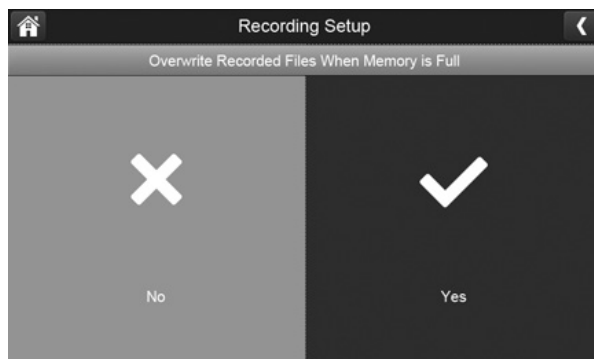 Recording Setup
Overwrite Recorded Files When Memory is Full
No
Yes